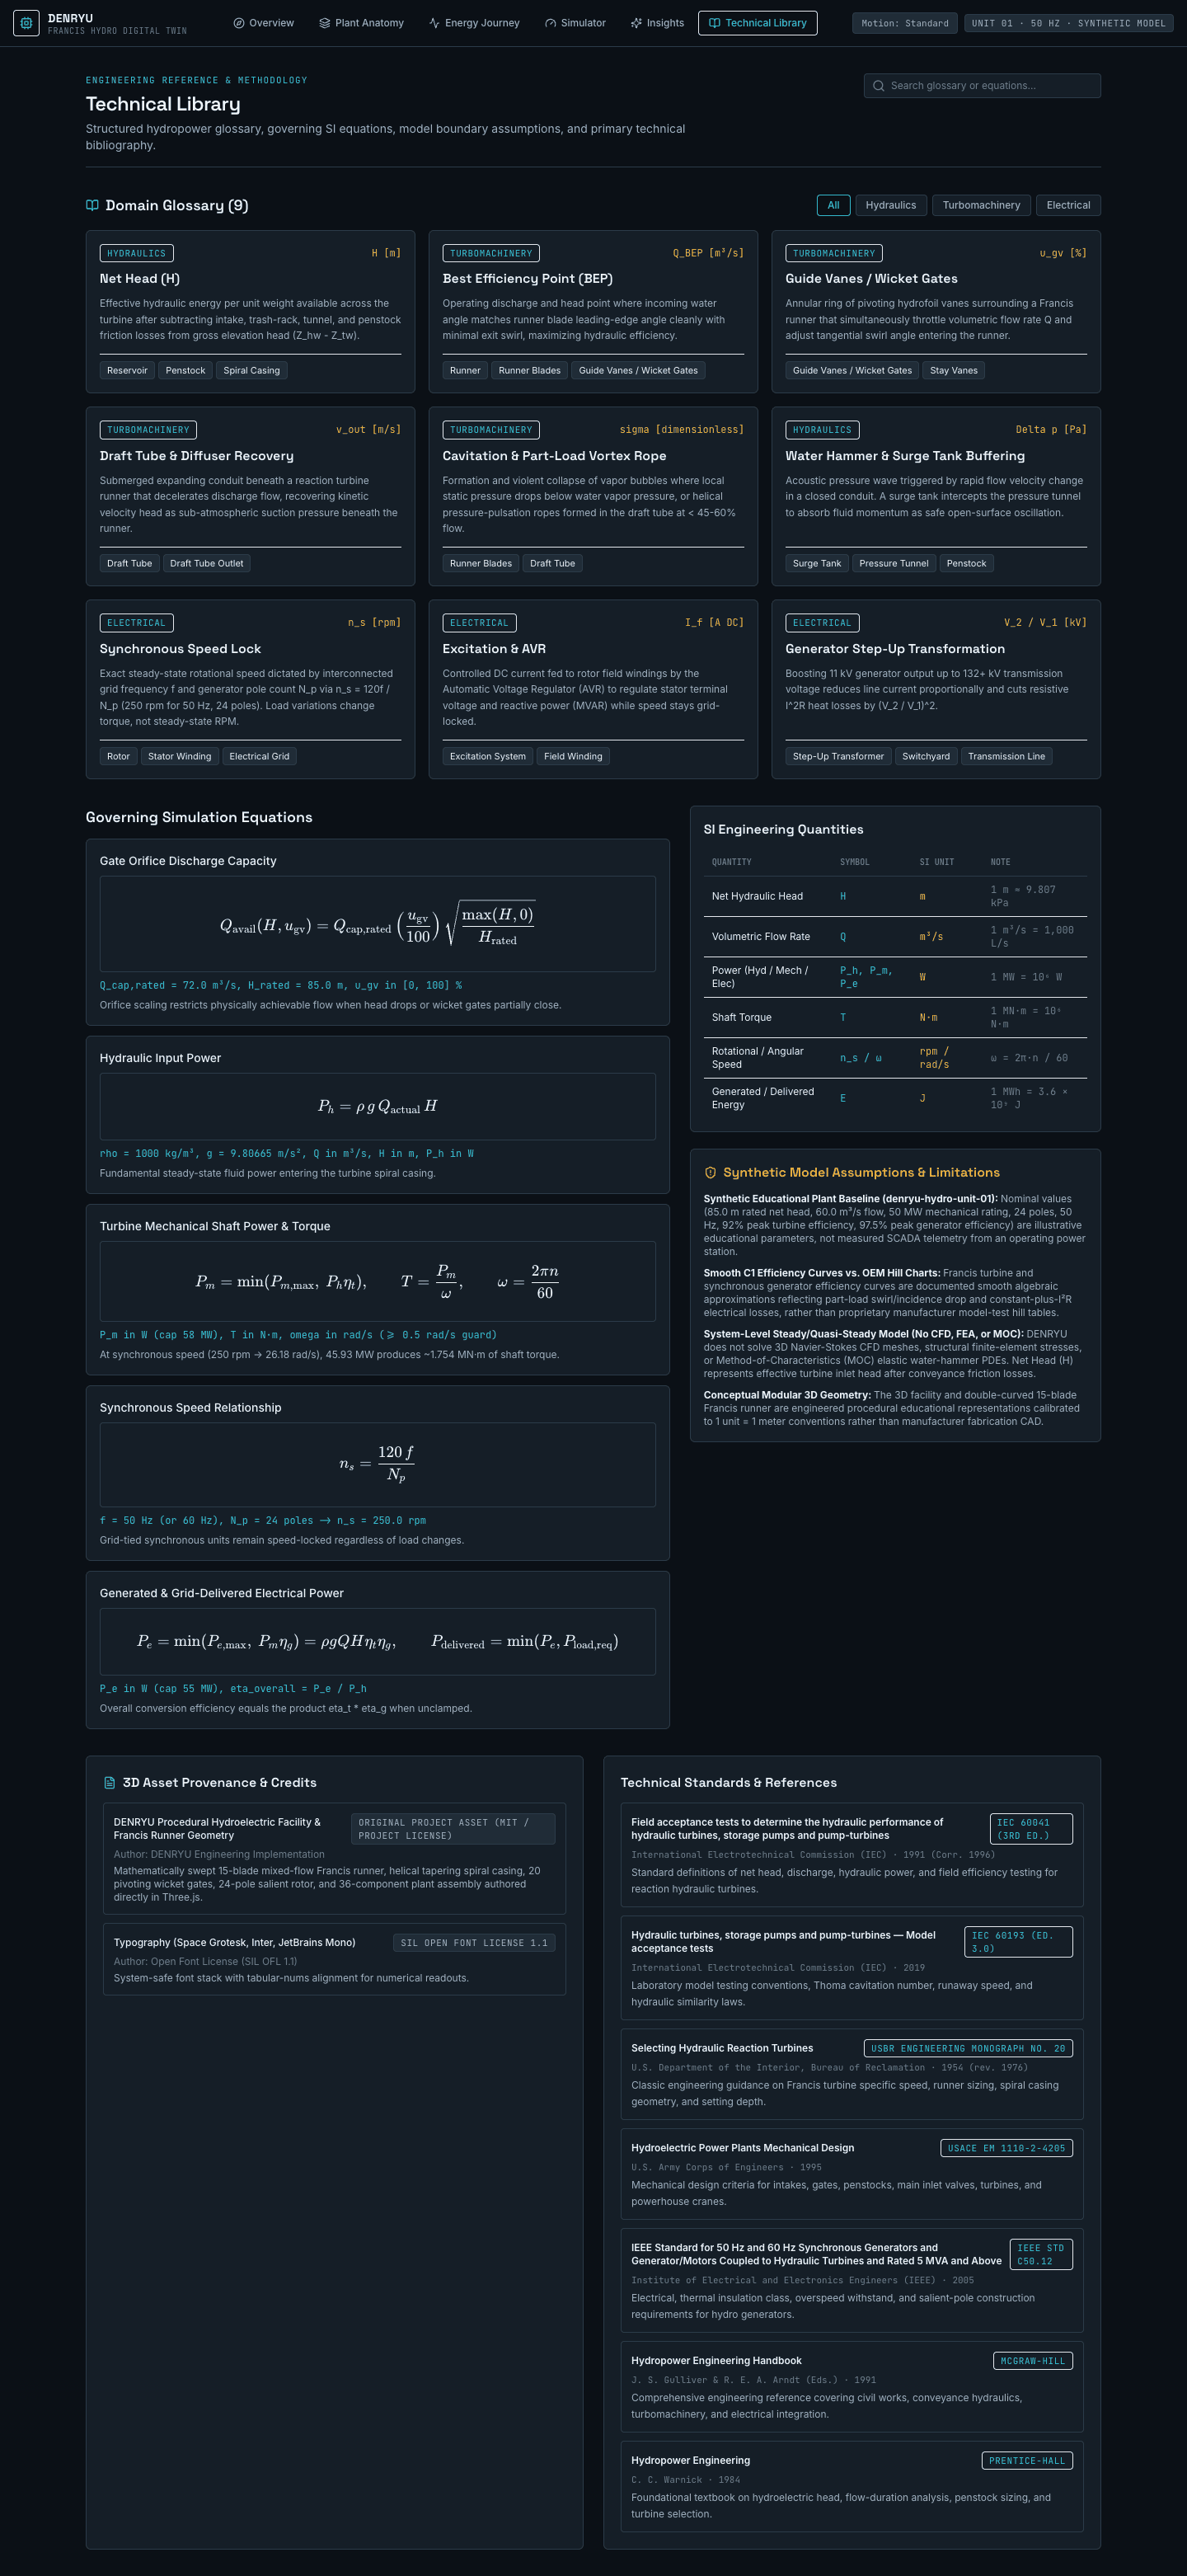 DENRYU
FRANCIS HYDRO DIGITAL TWIN
Overview
Plant Anatomy
Energy Journey
Simulator
Insights
Technical Library
Motion: Standard
UNIT 01 · 50 HZ · SYNTHETIC MODEL
ENGINEERING REFERENCE & METHODOLOGY
Technical Library
Structured hydropower glossary, governing SI equations, model boundary assumptions, and primary technical
bibliography.
Search glossary or equations...
Domain Glossary (9)
All
Hydraulics
Turbomachinery
Electrical
HYDRAULICS
H [m]
Net Head (H)
Effective hydraulic energy per unit weight available across the
turbine after subtracting intake, trash-rack, tunnel, and penstock
friction losses from gross elevation head (Z_hw - Z_tw).
Reservoir
Penstock
Spiral Casing
TURBOMACHINERY
Q_BEP [m³/s]
Best Efficiency Point (BEP)
Operating discharge and head point where incoming water
angle matches runner blade leading-edge angle cleanly with
minimal exit swirl, maximizing hydraulic efficiency.
Runner
Runner Blades
Guide Vanes / Wicket Gates
TURBOMACHINERY
u_gv [%]
Guide Vanes / Wicket Gates
Annular ring of pivoting hydrofoil vanes surrounding a Francis
runner that simultaneously throttle volumetric flow rate Q and
adjust tangential swirl angle entering the runner.
Guide Vanes / Wicket Gates
Stay Vanes
TURBOMACHINERY
v_out [m/s]
Draft Tube & Diffuser Recovery
Submerged expanding conduit beneath a reaction turbine
runner that decelerates discharge flow, recovering kinetic
velocity head as sub-atmospheric suction pressure beneath the
runner.
Draft Tube
Draft Tube Outlet
TURBOMACHINERY
sigma [dimensionless]
Cavitation & Part-Load Vortex Rope
Formation and violent collapse of vapor bubbles where local
static pressure drops below water vapor pressure, or helical
pressure-pulsation ropes formed in the draft tube at < 45-60%
flow.
Runner Blades
Draft Tube
HYDRAULICS
Delta p [Pa]
Water Hammer & Surge Tank Buffering
Acoustic pressure wave triggered by rapid flow velocity change
in a closed conduit. A surge tank intercepts the pressure tunnel
to absorb fluid momentum as safe open-surface oscillation.
Surge Tank
Pressure Tunnel
Penstock
ELECTRICAL
n_s [rpm]
Synchronous Speed Lock
Exact steady-state rotational speed dictated by interconnected
grid frequency f and generator pole count N_p via n_s = 120f /
N_p (250 rpm for 50 Hz, 24 poles). Load variations change
torque, not steady-state RPM.
Rotor
Stator Winding
Electrical Grid
ELECTRICAL
I_f [A DC]
Excitation & AVR
Controlled DC current fed to rotor field windings by the
Automatic Voltage Regulator (AVR) to regulate stator terminal
voltage and reactive power (MVAR) while speed stays grid-
locked.
Excitation System
Field Winding
ELECTRICAL
V_2 / V_1 [kV]
Generator Step-Up Transformation
Boosting 11 kV generator output up to 132+ kV transmission
voltage reduces line current proportionally and cuts resistive
I^2R heat losses by (V_2 / V_1)^2.
Step-Up Transformer
Switchyard
Transmission Line
Governing Simulation Equations
Gate Orifice Discharge Capacity
Q_avail(H, u_gv) = Q_cap,rated (u_gv/100) √(max(H, 0)/H_rated)
Q_cap,rated = 72.0 m³/s, H_rated = 85.0 m, u_gv in [0, 100] %
Orifice scaling restricts physically achievable flow when head drops or wicket gates partially close.
Hydraulic Input Power
P_h = ρ g Q_actual H
rho = 1000 kg/m³, g = 9.80665 m/s², Q in m³/s, H in m, P_h in W
Fundamental steady-state fluid power entering the turbine spiral casing.
Turbine Mechanical Shaft Power & Torque
P_m = min(P_m,max, P_h η_t), T = P_m/ω, ω = 2πn/60
P_m in W (cap 58 MW), T in N·m, omega in rad/s (⩾ 0.5 rad/s guard)
At synchronous speed (250 rpm → 26.18 rad/s), 45.93 MW produces ~1.754 MN·m of shaft torque.
Synchronous Speed Relationship
n_s = 120 f/N_p
f = 50 Hz (or 60 Hz), N_p = 24 poles → n_s = 250.0 rpm
Grid-tied synchronous units remain speed-locked regardless of load changes.
Generated & Grid-Delivered Electrical Power
P_e = min(P_e,max, P_m η_g) = ρgQHη_tη_g, P_delivered = min(P_e, P_load,req)
P_e in W (cap 55 MW), eta_overall = P_e / P_h
Overall conversion efficiency equals the product eta_t * eta_g when unclamped.
SI Engineering Quantities
QUANTITY
SYMBOL
SI UNIT
NOTE
Net Hydraulic Head
H
m
1 m ≈ 9.807
kPa
Volumetric Flow Rate
Q
m³/s
1 m³/s = 1,000
L/s
Power (Hyd / Mech /
Elec)
P_h, P_m,
P_e
W
1 MW = 10⁶ W
Shaft Torque
T
N·m
1 MN·m = 10⁶
N·m
Rotational / Angular
Speed
n_s / ω
rpm /
rad/s
ω = 2π·n / 60
Generated / Delivered
Energy
E
J
1 MWh = 3.6 ×
10⁹ J
Synthetic Model Assumptions & Limitations
Synthetic Educational Plant Baseline (denryu-hydro-unit-01): Nominal values
(85.0 m rated net head, 60.0 m³/s flow, 50 MW mechanical rating, 24 poles, 50
Hz, 92% peak turbine efficiency, 97.5% peak generator efficiency) are illustrative
educational parameters, not measured SCADA telemetry from an operating power
station.
Smooth C1 Efficiency Curves vs. OEM Hill Charts: Francis turbine and
synchronous generator efficiency curves are documented smooth algebraic
approximations reflecting part-load swirl/incidence drop and constant-plus-I²R
electrical losses, rather than proprietary manufacturer model-test hill tables.
System-Level Steady/Quasi-Steady Model (No CFD, FEA, or MOC): DENRYU
does not solve 3D Navier-Stokes CFD meshes, structural finite-element stresses,
or Method-of-Characteristics (MOC) elastic water-hammer PDEs. Net Head (H)
represents effective turbine inlet head after conveyance friction losses.
Conceptual Modular 3D Geometry: The 3D facility and double-curved 15-blade
Francis runner are engineered procedural educational representations calibrated
to 1 unit = 1 meter conventions rather than manufacturer fabrication CAD.
3D Asset Provenance & Credits
DENRYU Procedural Hydroelectric Facility &
Francis Runner Geometry
ORIGINAL PROJECT ASSET (MIT /
PROJECT LICENSE)
Author: DENRYU Engineering Implementation
Mathematically swept 15-blade mixed-flow Francis runner, helical tapering spiral casing, 20
pivoting wicket gates, 24-pole salient rotor, and 36-component plant assembly authored
directly in Three.js.
Typography (Space Grotesk, Inter, JetBrains Mono)
SIL OPEN FONT LICENSE 1.1
Author: Open Font License (SIL OFL 1.1)
System-safe font stack with tabular-nums alignment for numerical readouts.
Technical Standards & References
Field acceptance tests to determine the hydraulic performance of
hydraulic turbines, storage pumps and pump-turbines
IEC 60041
(3RD ED.)
International Electrotechnical Commission (IEC) · 1991 (Corr. 1996)
Standard definitions of net head, discharge, hydraulic power, and field efficiency testing for
reaction hydraulic turbines.
Hydraulic turbines, storage pumps and pump-turbines — Model
acceptance tests
IEC 60193 (ED.
3.0)
International Electrotechnical Commission (IEC) · 2019
Laboratory model testing conventions, Thoma cavitation number, runaway speed, and
hydraulic similarity laws.
Selecting Hydraulic Reaction Turbines
USBR ENGINEERING MONOGRAPH NO. 20
U.S. Department of the Interior, Bureau of Reclamation · 1954 (rev. 1976)
Classic engineering guidance on Francis turbine specific speed, runner sizing, spiral casing
geometry, and setting depth.
Hydroelectric Power Plants Mechanical Design
USACE EM 1110-2-4205
U.S. Army Corps of Engineers · 1995
Mechanical design criteria for intakes, gates, penstocks, main inlet valves, turbines, and
powerhouse cranes.
IEEE Standard for 50 Hz and 60 Hz Synchronous Generators and
Generator/Motors Coupled to Hydraulic Turbines and Rated 5 MVA and Above
IEEE STD
C50.12
Institute of Electrical and Electronics Engineers (IEEE) · 2005
Electrical, thermal insulation class, overspeed withstand, and salient-pole construction
requirements for hydro generators.
Hydropower Engineering Handbook
MCGRAW-HILL
J. S. Gulliver & R. E. A. Arndt (Eds.) · 1991
Comprehensive engineering reference covering civil works, conveyance hydraulics,
turbomachinery, and electrical integration.
Hydropower Engineering
PRENTICE-HALL
C. C. Warnick · 1984
Foundational textbook on hydroelectric head, flow-duration analysis, penstock sizing, and
turbine selection.